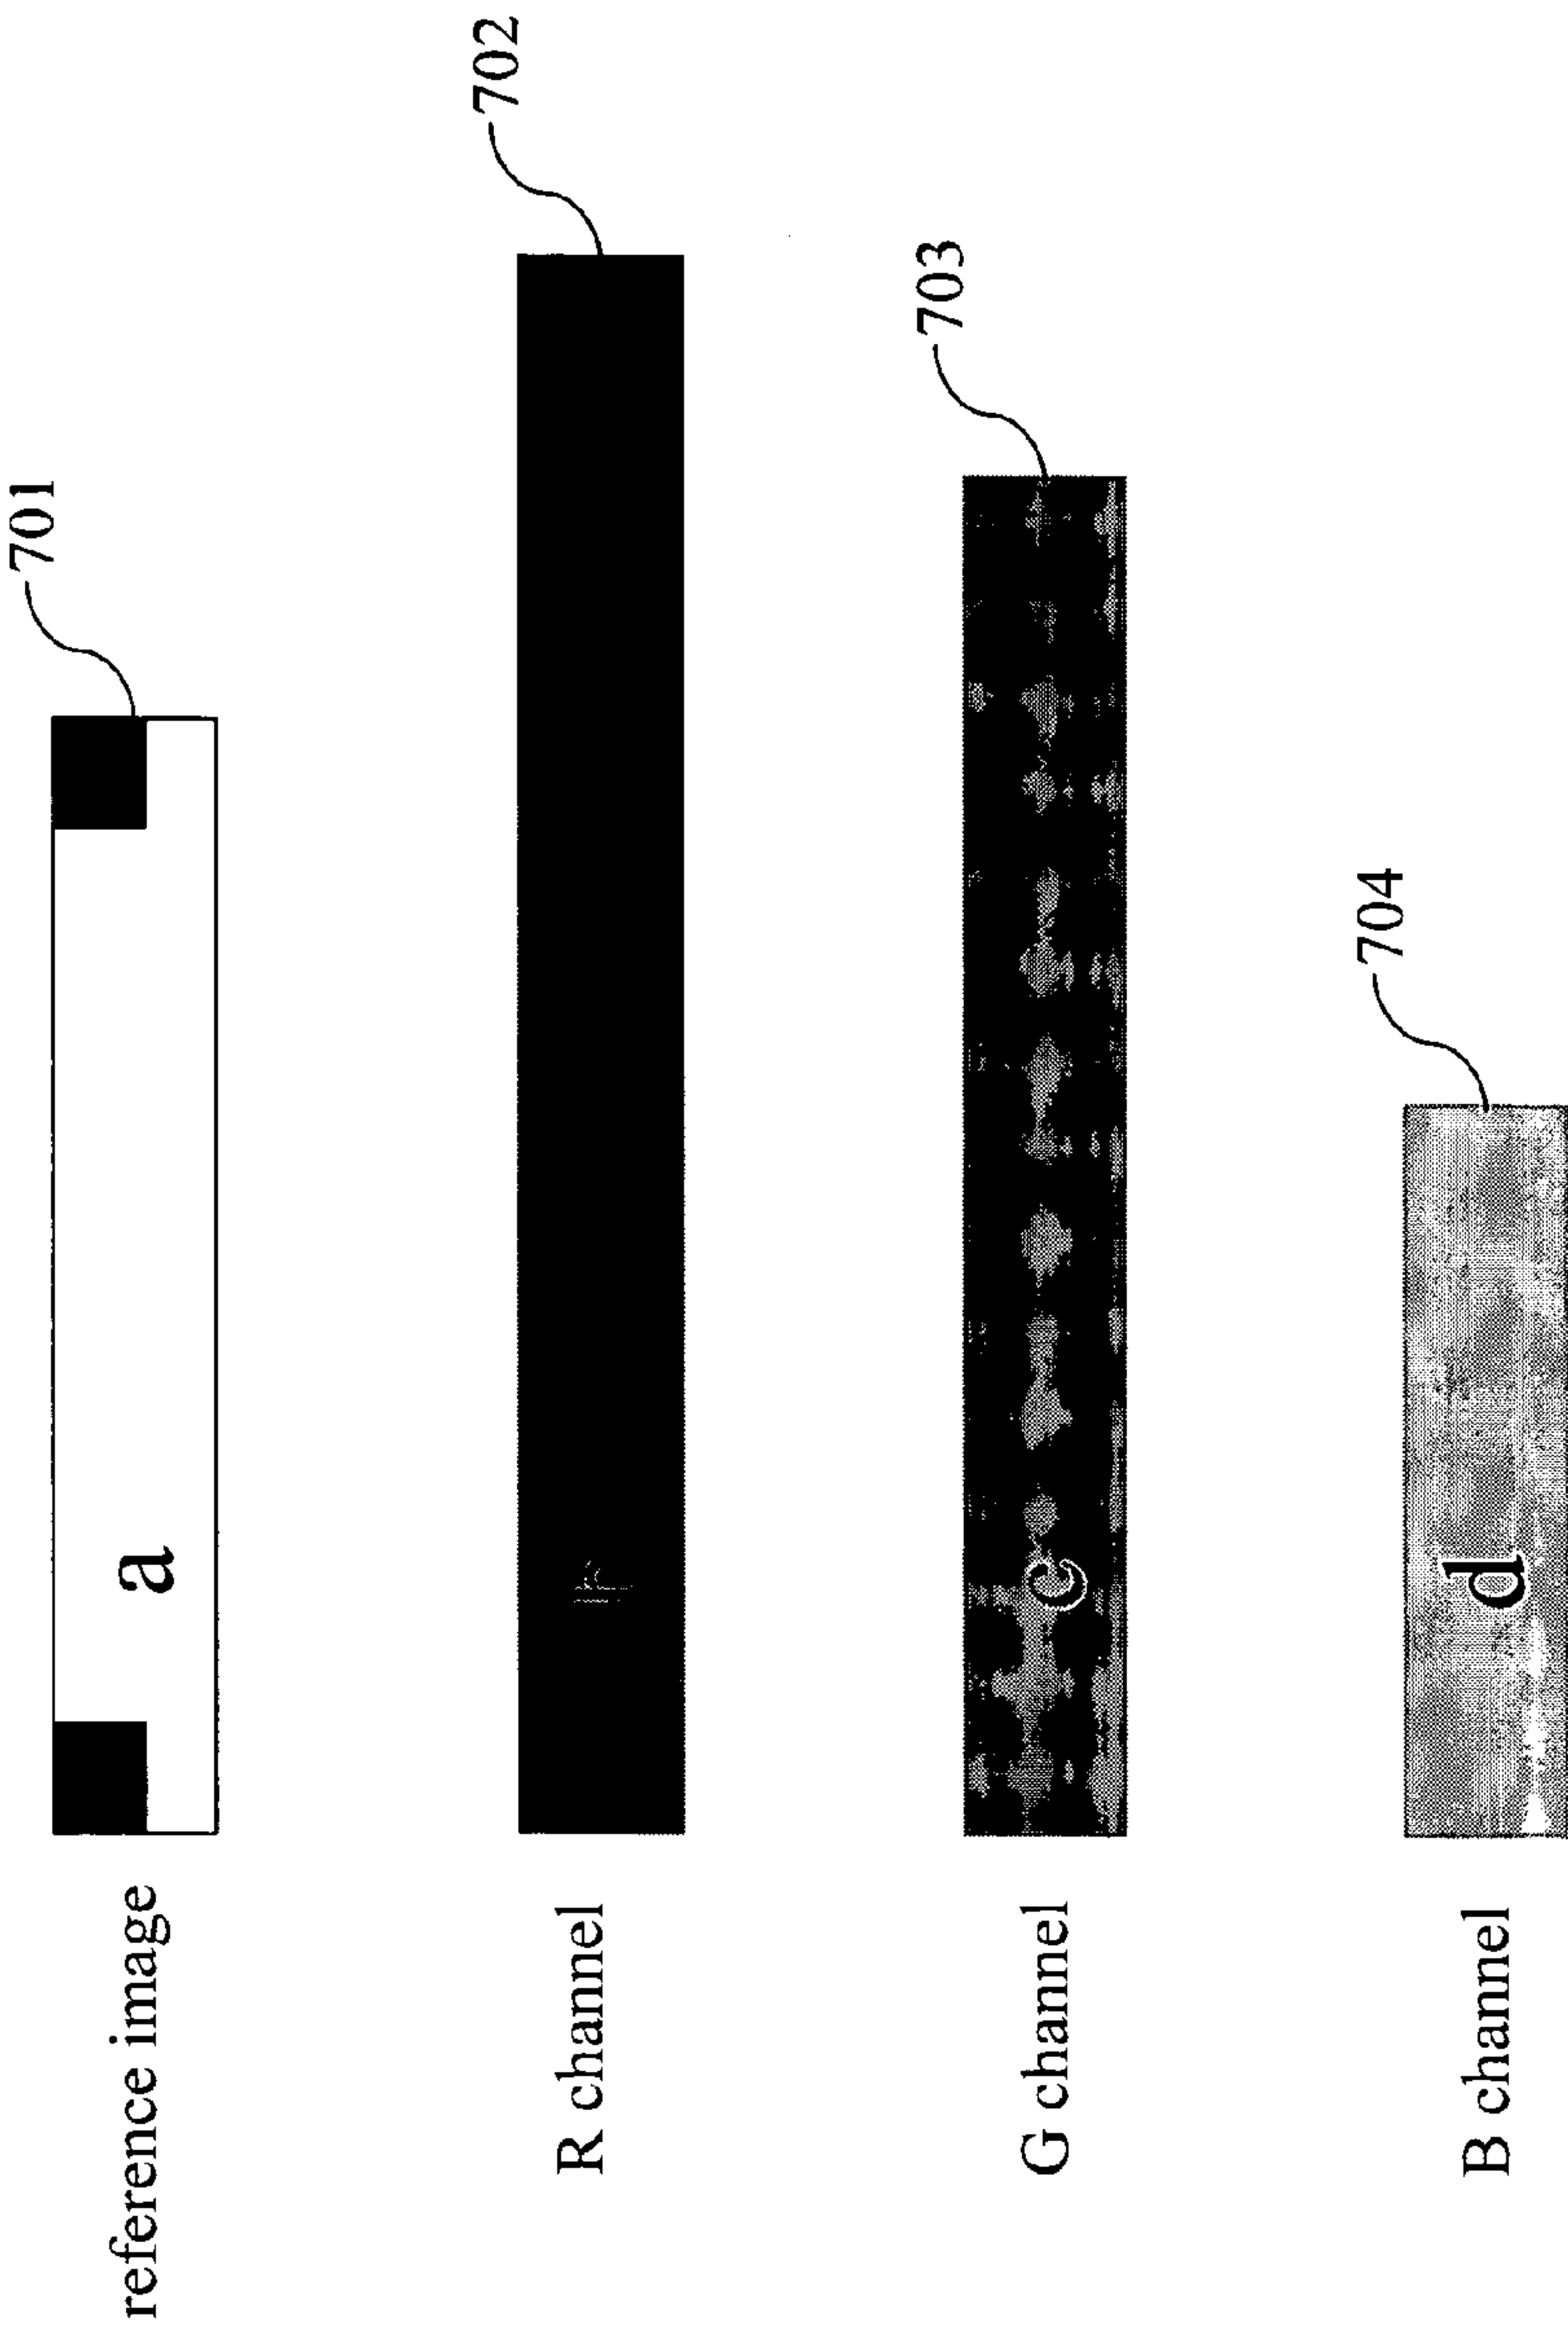 reference image
a
701
R channel
702
G channel
c
703
B channel
d
704